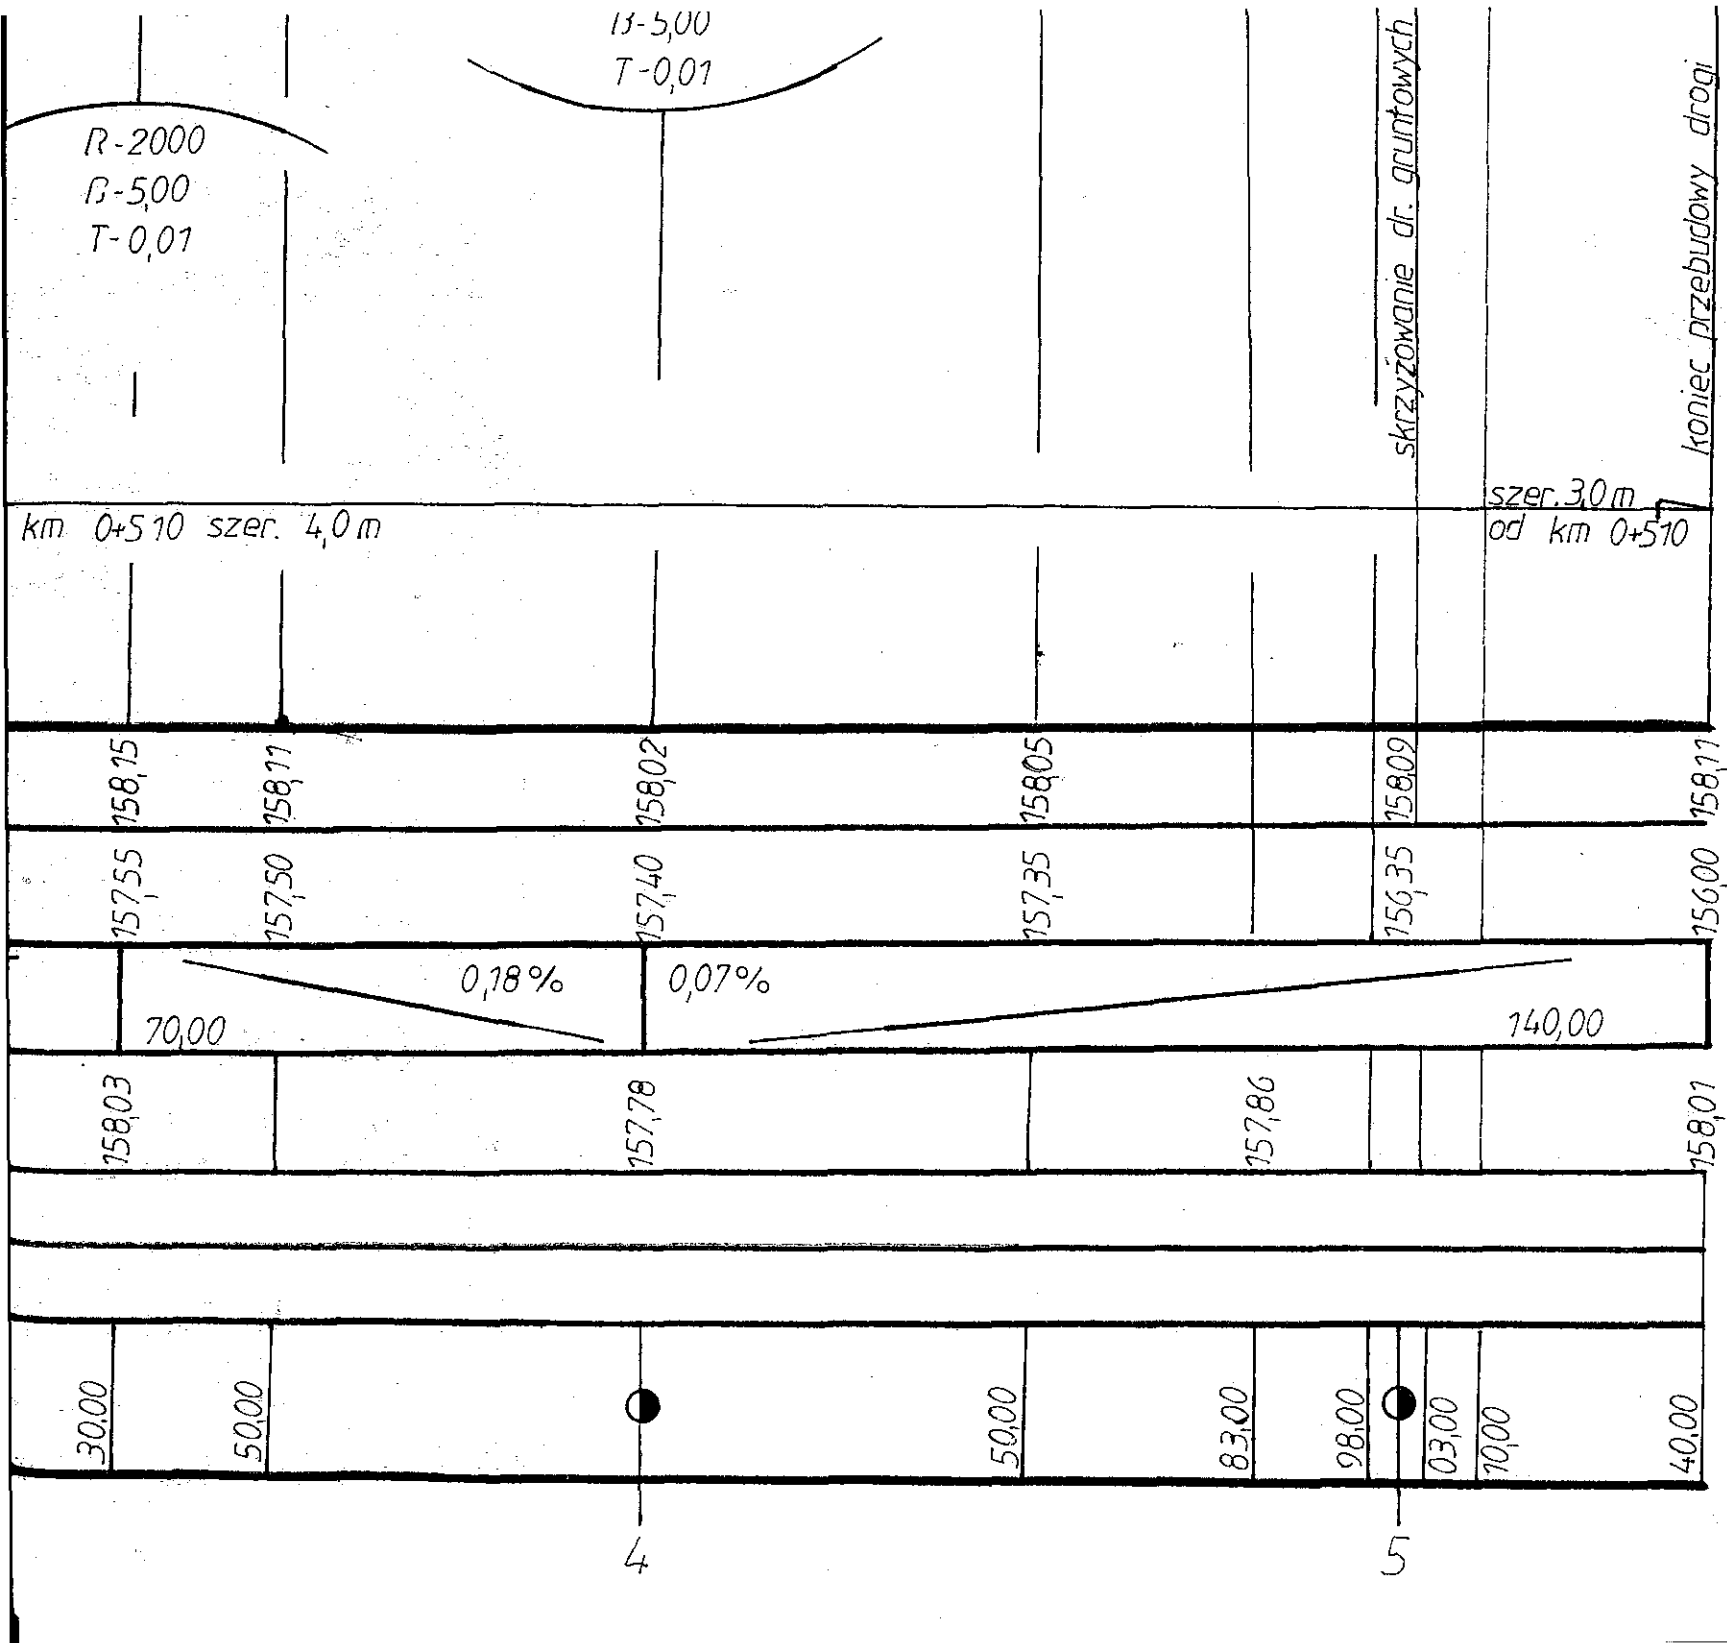 B-5,00
T-0,01
R-2000
B-5,00
T-0,01
skrzyżowanie dr. gruntowych
koniec przebudowy drogi
km 0+510 szer. 4,0 m
szer. 3,0 m
od km 0+510
158,15 158,11 158,02 158,05 158,09 158,11
157,55 157,50 157,40 157,35 156,35 156,00
0,18% 0,07%
70,00 140,00
158,03 157,78 157,86 158,01
30,00 50,00 50,00 83,00 98,00 03,00 10,00 40,00
4 5